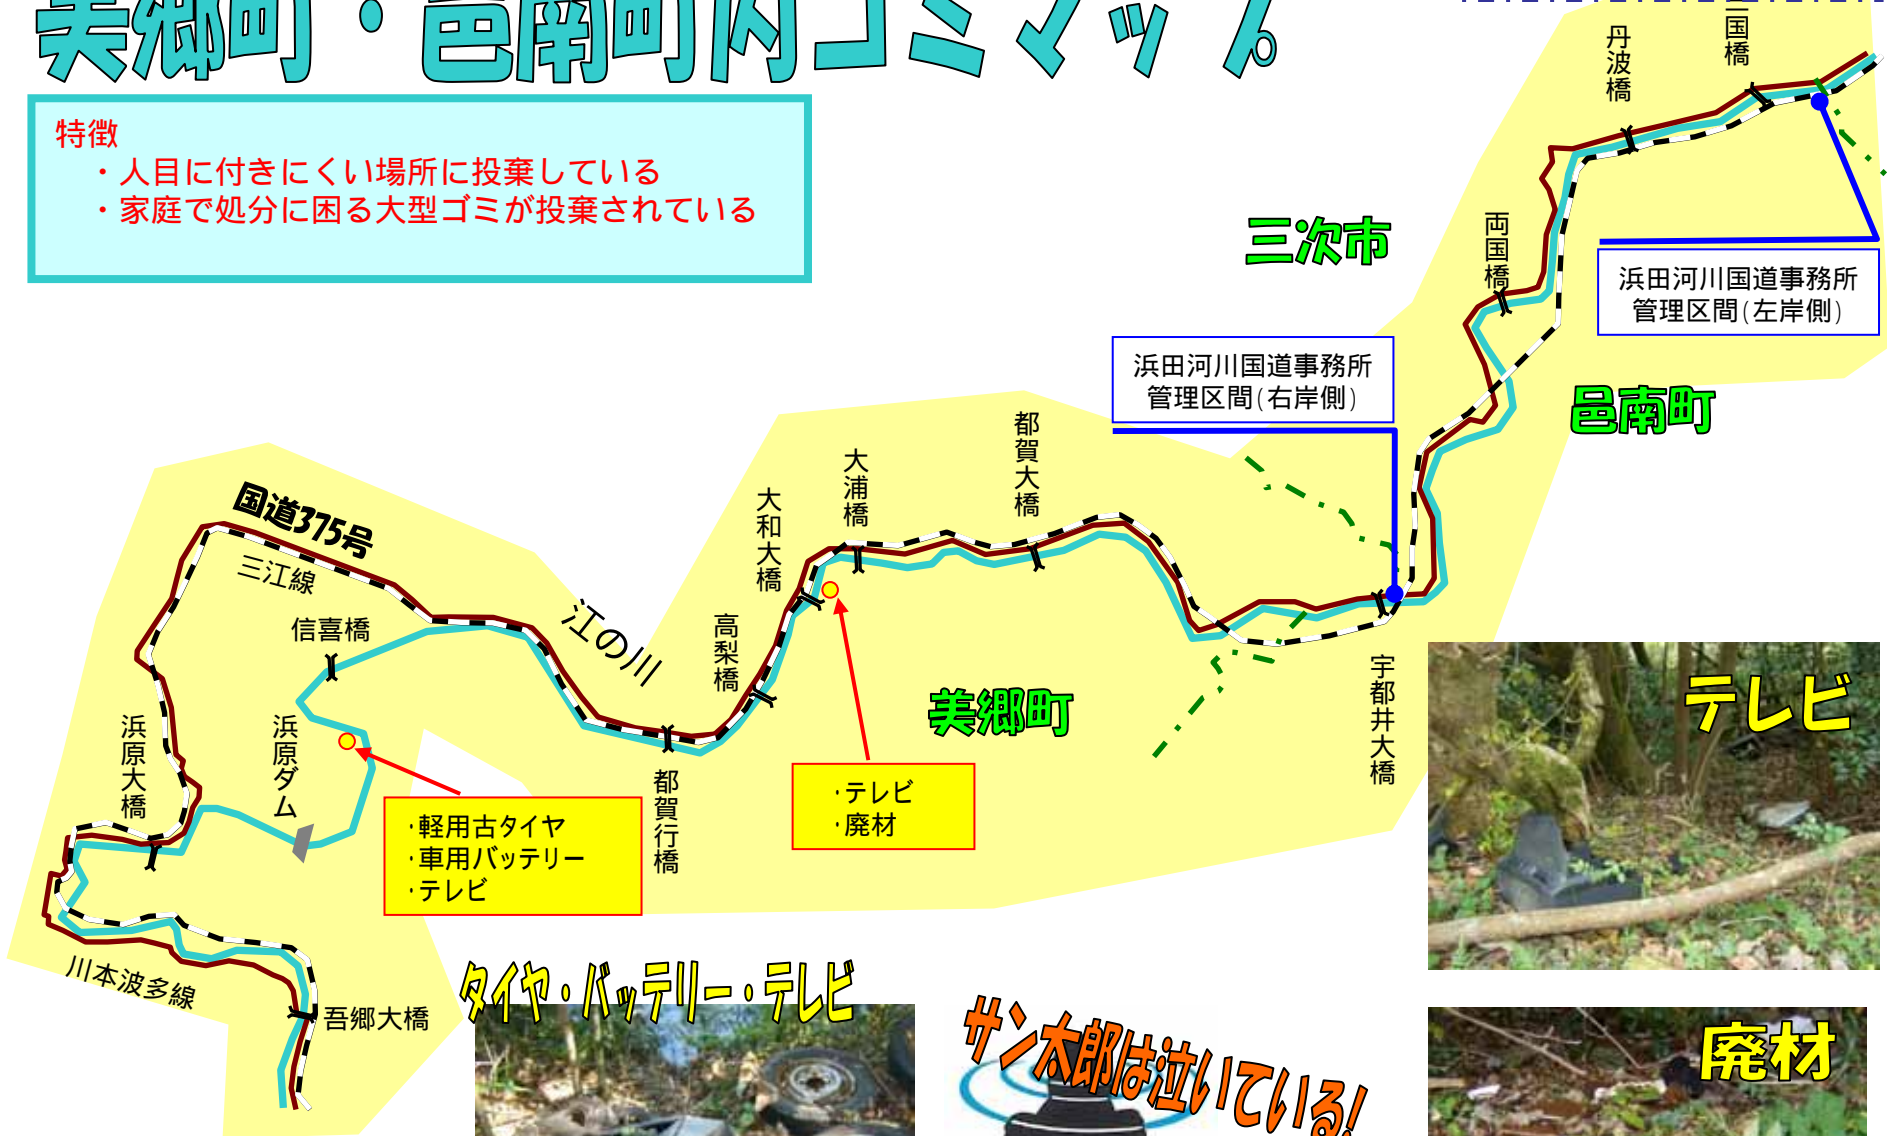 美郷町・邑南町内ゴミマップ
特徴
・人目に付きにくい場所に投棄している
・家庭で処分に困る大型ゴミが投棄されている
三国橋
丹波橋
両国橋
三次市
浜田河川国道事務所
管理区間(左岸側)
浜田河川国道事務所
管理区間(右岸側)
邑南町
都賀大橋
大浦橋
大和大橋
国道375号
三江線
江の川
信喜橋
高梨橋
美郷町
宇都井大橋
浜原大橋
浜原ダム
都賀行橋
・テレビ
・廃材
・軽用古タイヤ
・車用バッテリー
・テレビ
テレビ
川本波多線
吾郷大橋
タイヤ・バッテリー・テレビ
サン太郎は泣いている!
廃材